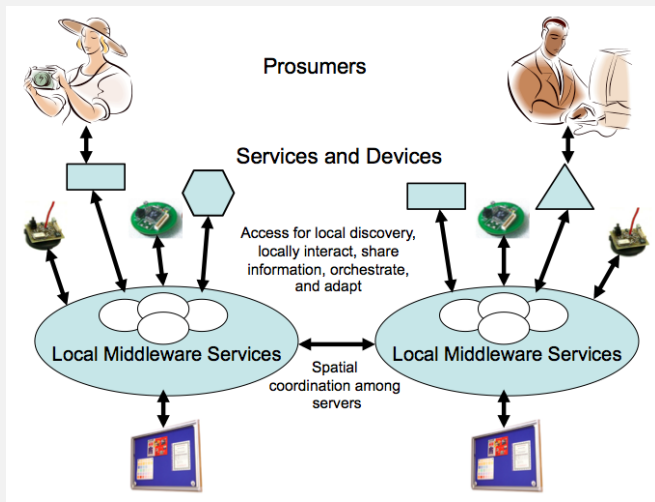 Prosumers
Services and Devices
Access for local discovery,
locally interact, share
information, orchestrate,
and adapt
Local Middleware Services
Local Middleware Services
Spatial
coordination among
servers